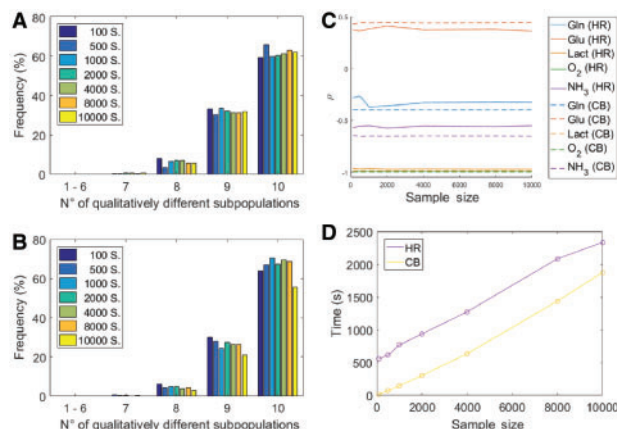 A
Frequency (%)
80
60
40
20
0
100 S.
500 S.
1000 S.
2000 S.
4000 S.
8000 S.
10000 S.
1 - 6 7 8 9 10
N° of qualitatively different subpopulations
B
Frequency (%)
80
60
40
20
0
100 S.
500 S.
1000 S.
2000 S.
4000 S.
8000 S.
10000 S.
1 - 6 7 8 9 10
N° of qualitatively different subpopulations
C
ρ
0.5
0
-0.5
-1
0 2000 4000 6000 8000 10000
Sample size
Gln (HR)
Glu (HR)
Lact (HR)
O2 (HR)
NH3 (HR)
Gln (CB)
Glu (CB)
Lact (CB)
O2 (CB)
NH3 (CB)
D
Time (s)
2500
2000
1500
1000
500
0
HR
CB
0 2000 4000 6000 8000 10000
Sample size